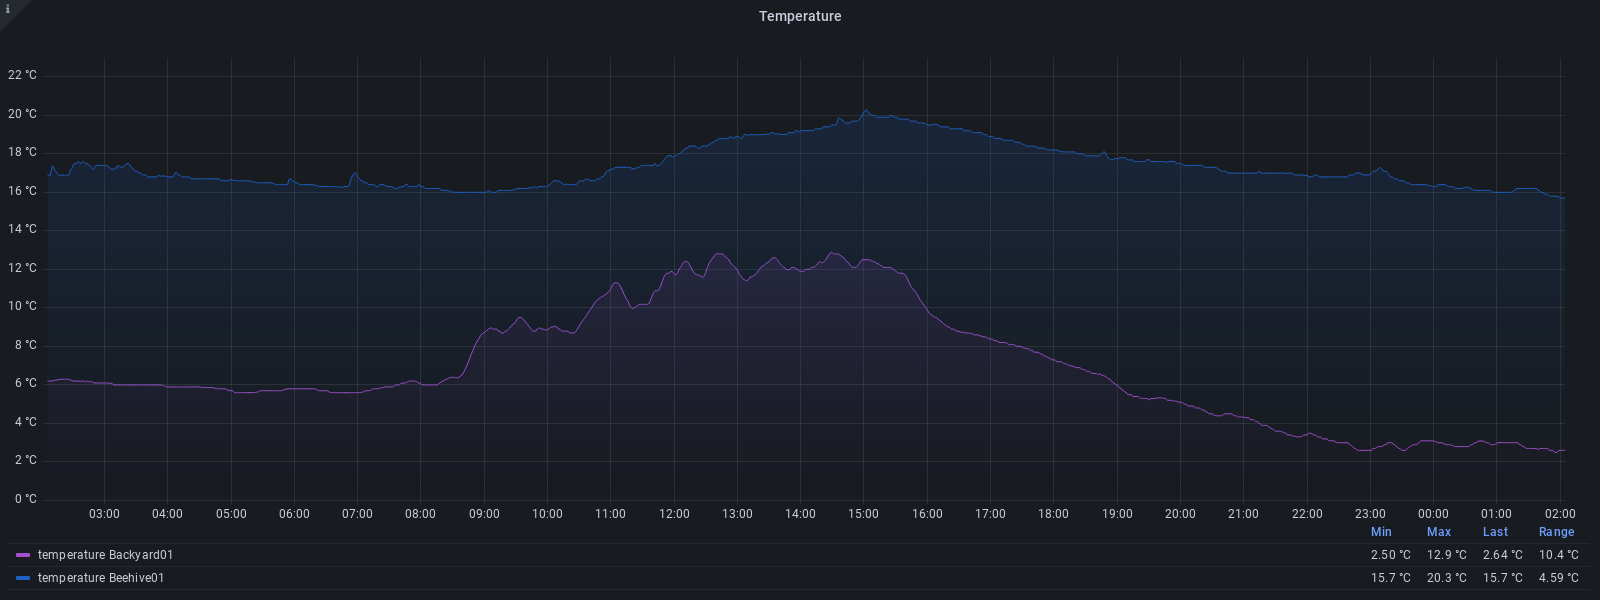 i
Temperature
22 °C
20 °C
18 °C
16 °C
14 °C
12 °C
10 °C
8 °C
6 °C
4 °C
2 °C
0 °C
03:00 04:00 05:00 06:00 07:00 08:00 09:00 10:00 11:00 12:00 13:00 14:00 15:00 16:00 17:00 18:00 19:00 20:00 21:00 22:00 23:00 00:00 01:00 02:00
Min Max Last Range
temperature Backyard01 2.50 °C 12.9 °C 2.64 °C 10.4 °C
temperature Beehive01 15.7 °C 20.3 °C 15.7 °C 4.59 °C